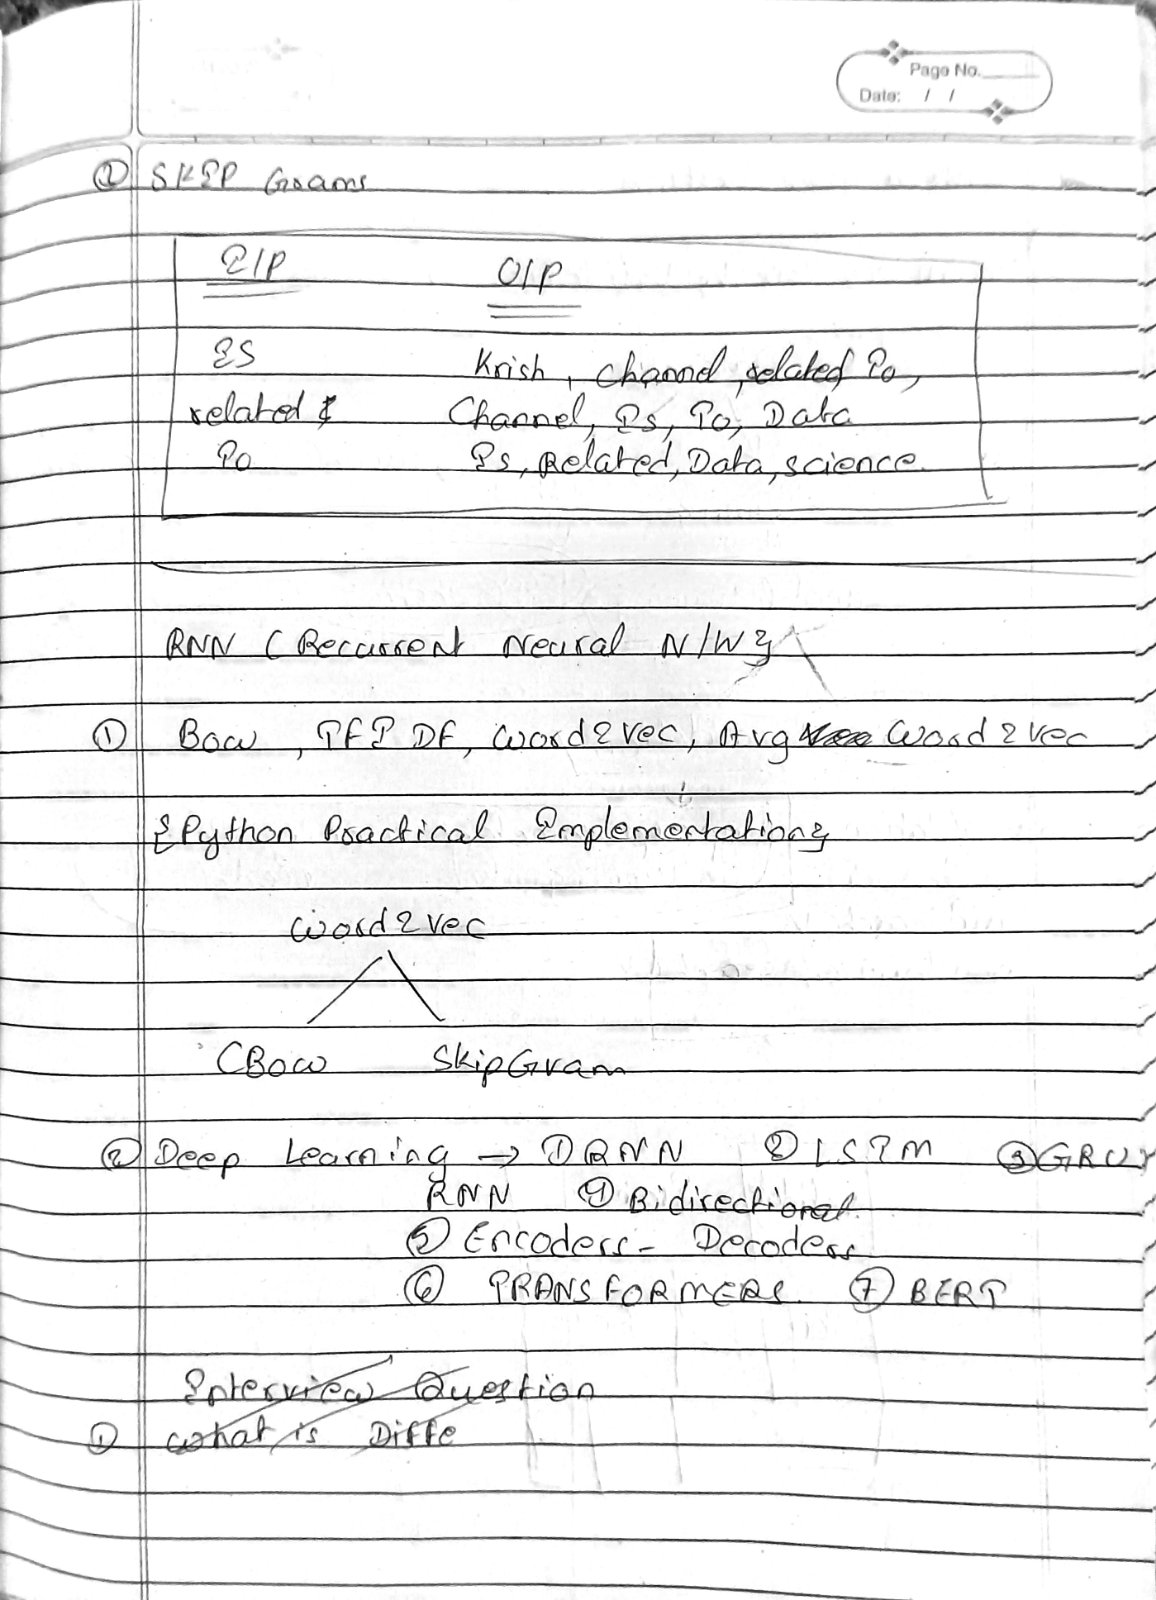 Page No.
Date: / /
② SKIP Grams
I/P O/P
IS Krish, channel, related To,
related Channel, Is, To, Data
To Is, Related, Data, science.
RNN ( Recurrent Neural N/W }
① Bow, TFIDF, Word2vec, Avg Word2vec
{Python Practical Implementation}
Word2vec
CBow SkipGram
② Deep Learning → ① RNN ② LSTM ③ GRU
RNN ④ Bidirectional
⑤ Encoders - Decoders
⑥ TRANSFORMERS ⑦ BERT
Interview Question
① What is Diffe